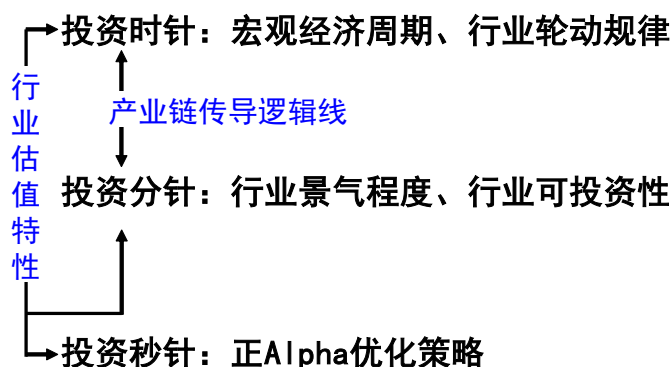 投资时针：宏观经济周期、行业轮动规律
行业估值特性
产业链传导逻辑线
投资分针：行业景气程度、行业可投资性
投资秒针：正Alpha优化策略